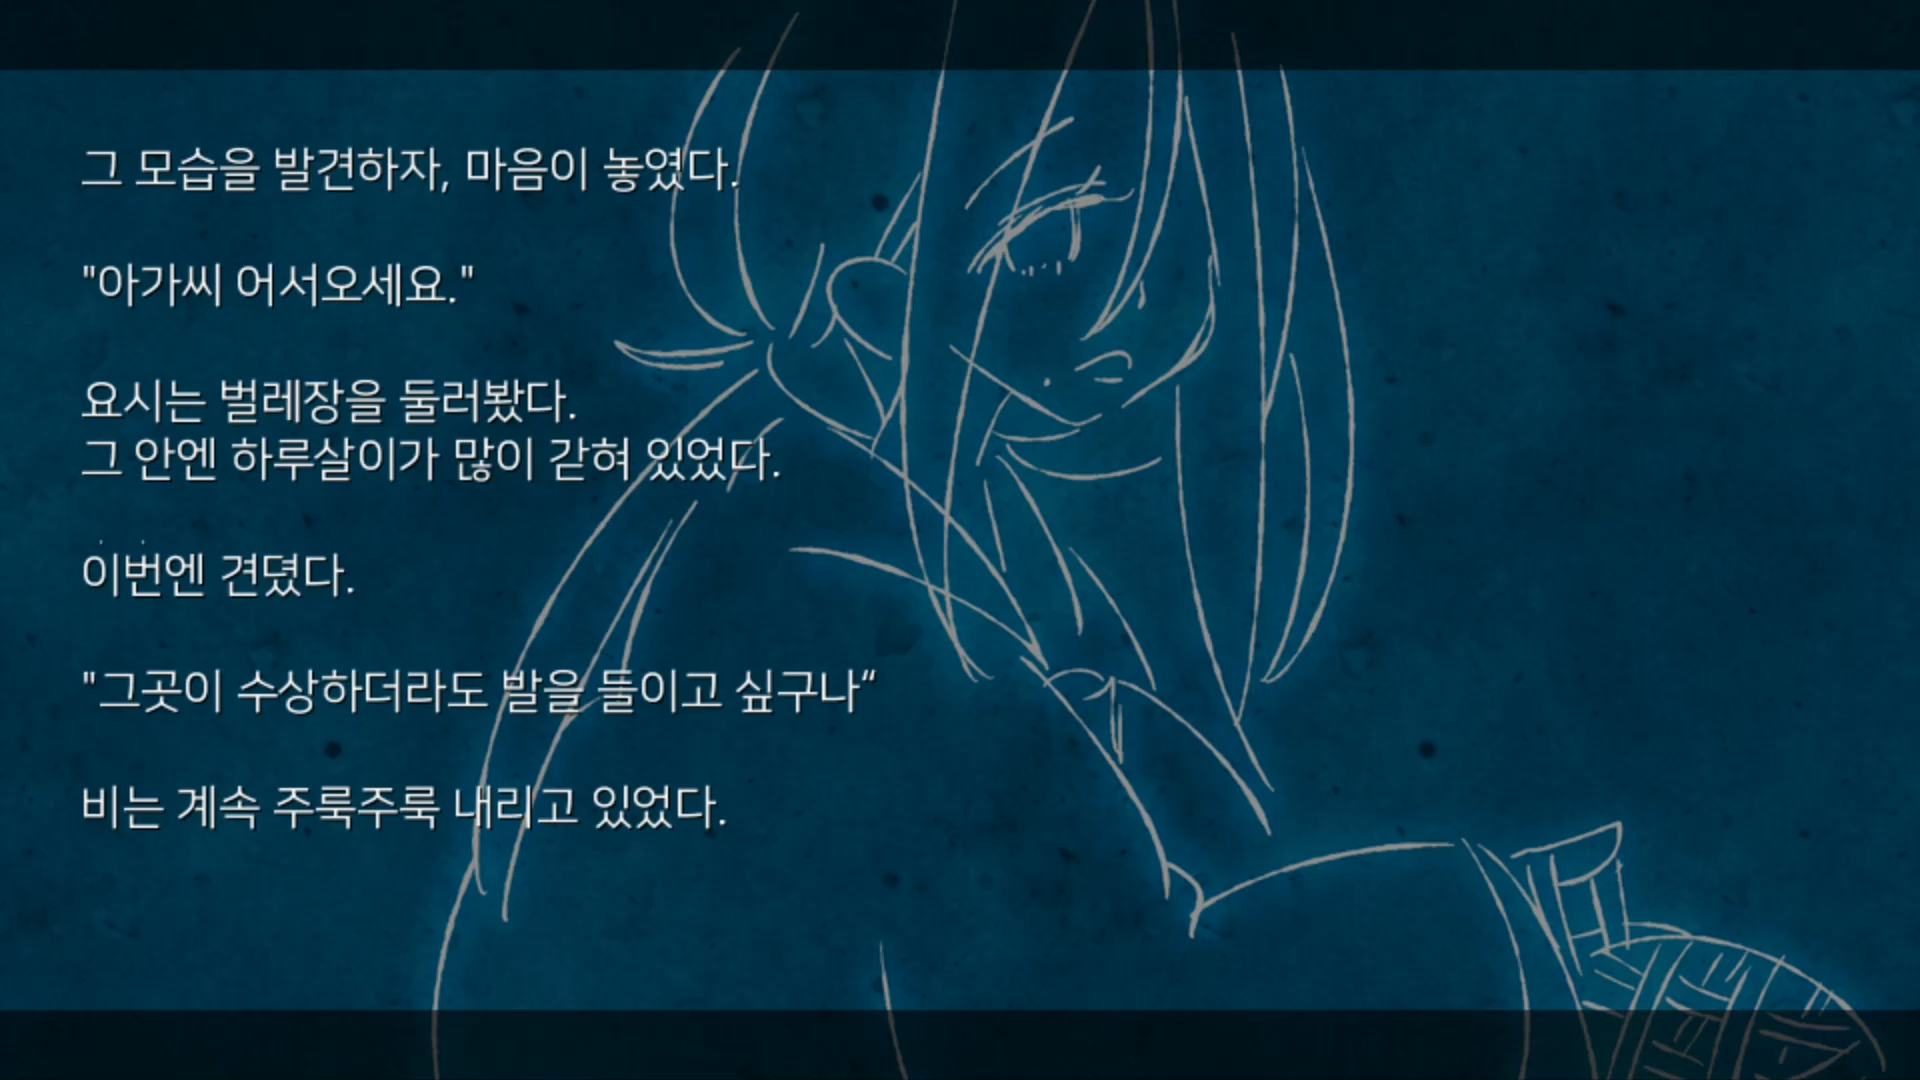 그 모습을 발견하자, 마음이 놓였다.
"아가씨 어서오세요."
요시는 벌레장을 둘러봤다.
그 안엔 하루살이가 많이 갇혀 있었다.
이번엔 견뎠다.
"그곳이 수상하더라도 발을 들이고 싶구나“
비는 계속 주룩주룩 내리고 있었다.